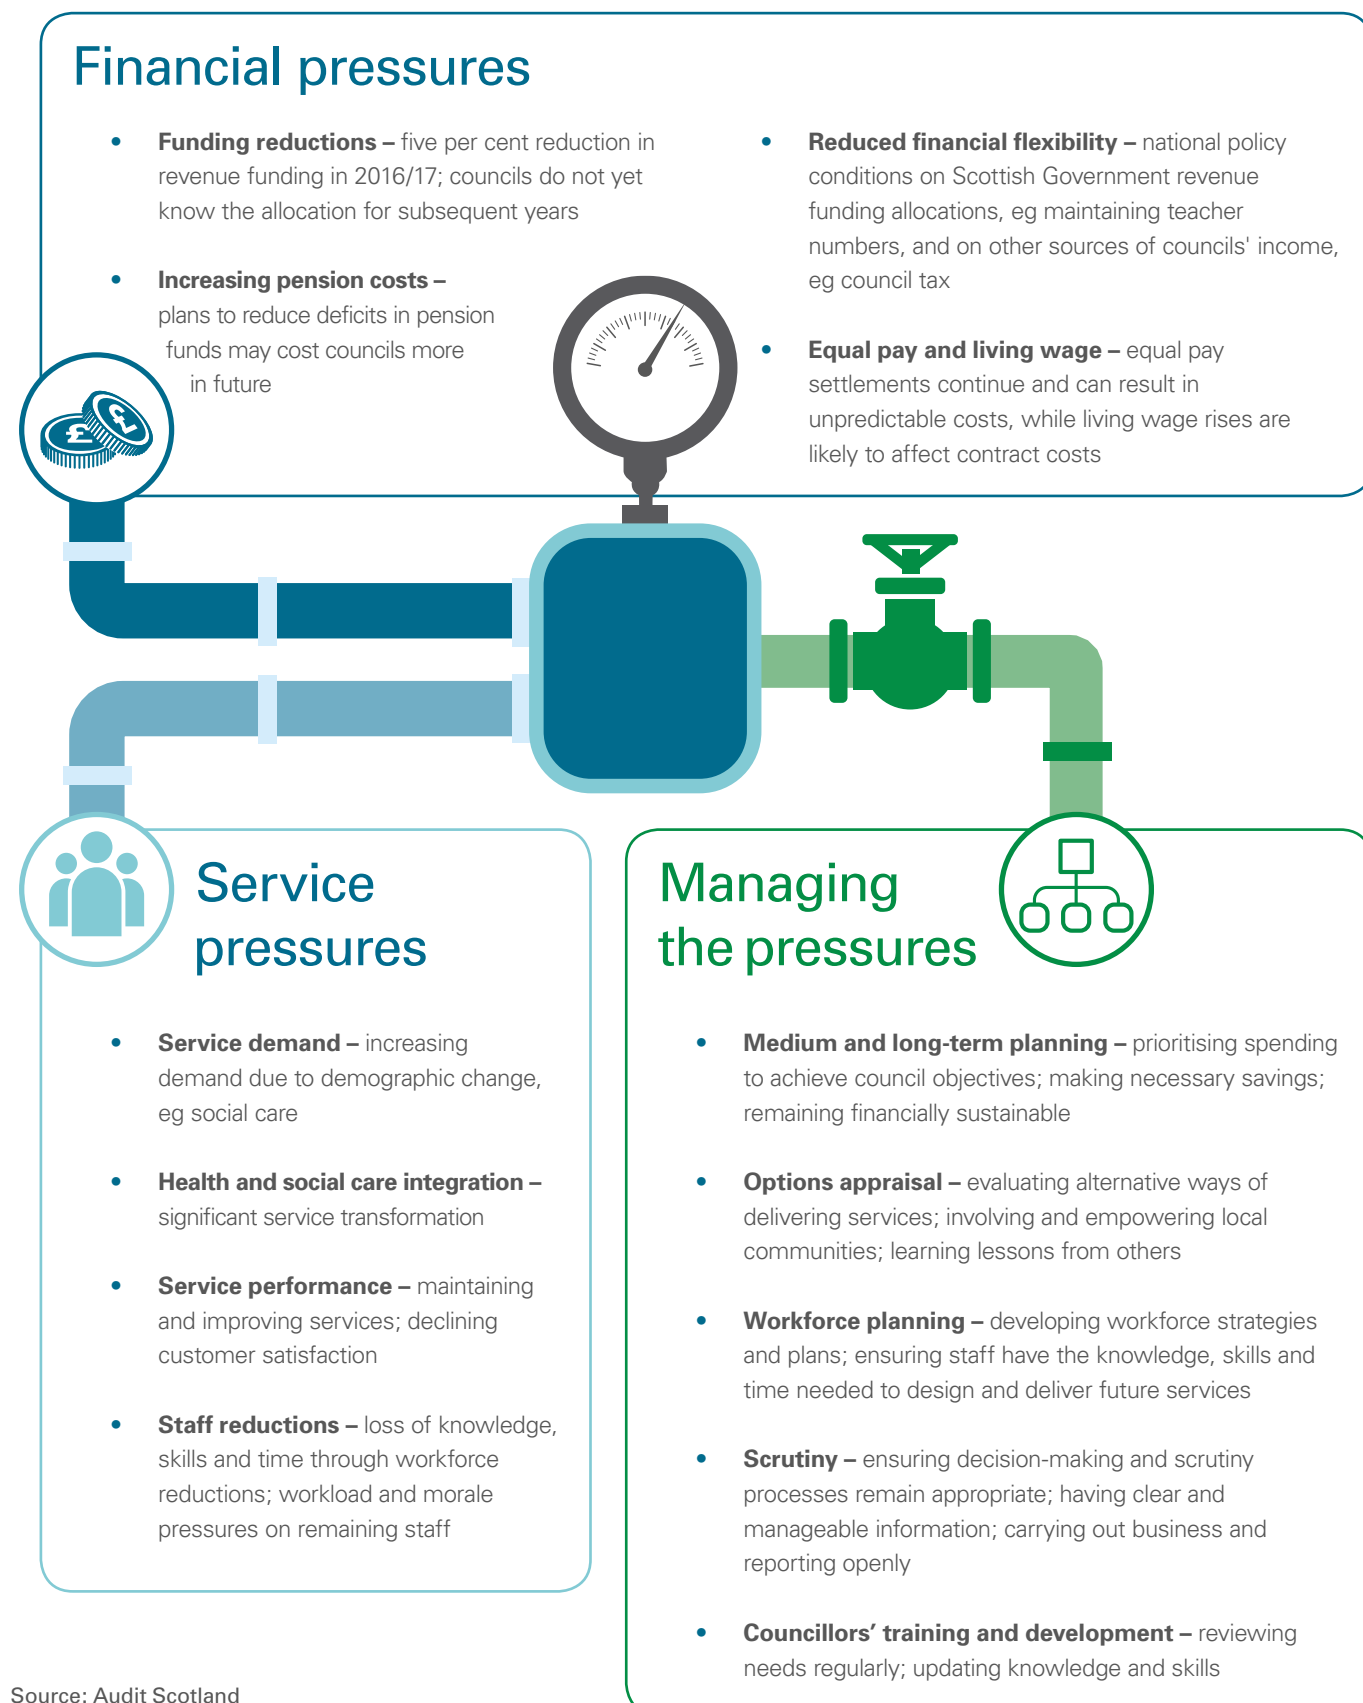 Financial pressures
• Funding reductions – five per cent reduction in
revenue funding in 2016/17; councils do not yet
know the allocation for subsequent years
• Increasing pension costs –
plans to reduce deficits in pension
funds may cost councils more
in future
• Reduced financial flexibility – national policy
conditions on Scottish Government revenue
funding allocations, eg maintaining teacher
numbers, and on other sources of councils' income,
eg council tax
• Equal pay and living wage – equal pay
settlements continue and can result in
unpredictable costs, while living wage rises are
likely to affect contract costs
£ £
Service
pressures
• Service demand – increasing
demand due to demographic change,
eg social care
• Health and social care integration –
significant service transformation
• Service performance – maintaining
and improving services; declining
customer satisfaction
• Staff reductions – loss of knowledge,
skills and time through workforce
reductions; workload and morale
pressures on remaining staff
Managing
the pressures
• Medium and long-term planning – prioritising spending
to achieve council objectives; making necessary savings;
remaining financially sustainable
• Options appraisal – evaluating alternative ways of
delivering services; involving and empowering local
communities; learning lessons from others
• Workforce planning – developing workforce strategies
and plans; ensuring staff have the knowledge, skills and
time needed to design and deliver future services
• Scrutiny – ensuring decision-making and scrutiny
processes remain appropriate; having clear and
manageable information; carrying out business and
reporting openly
• Councillors’ training and development – reviewing
needs regularly; updating knowledge and skills
Source: Audit Scotland